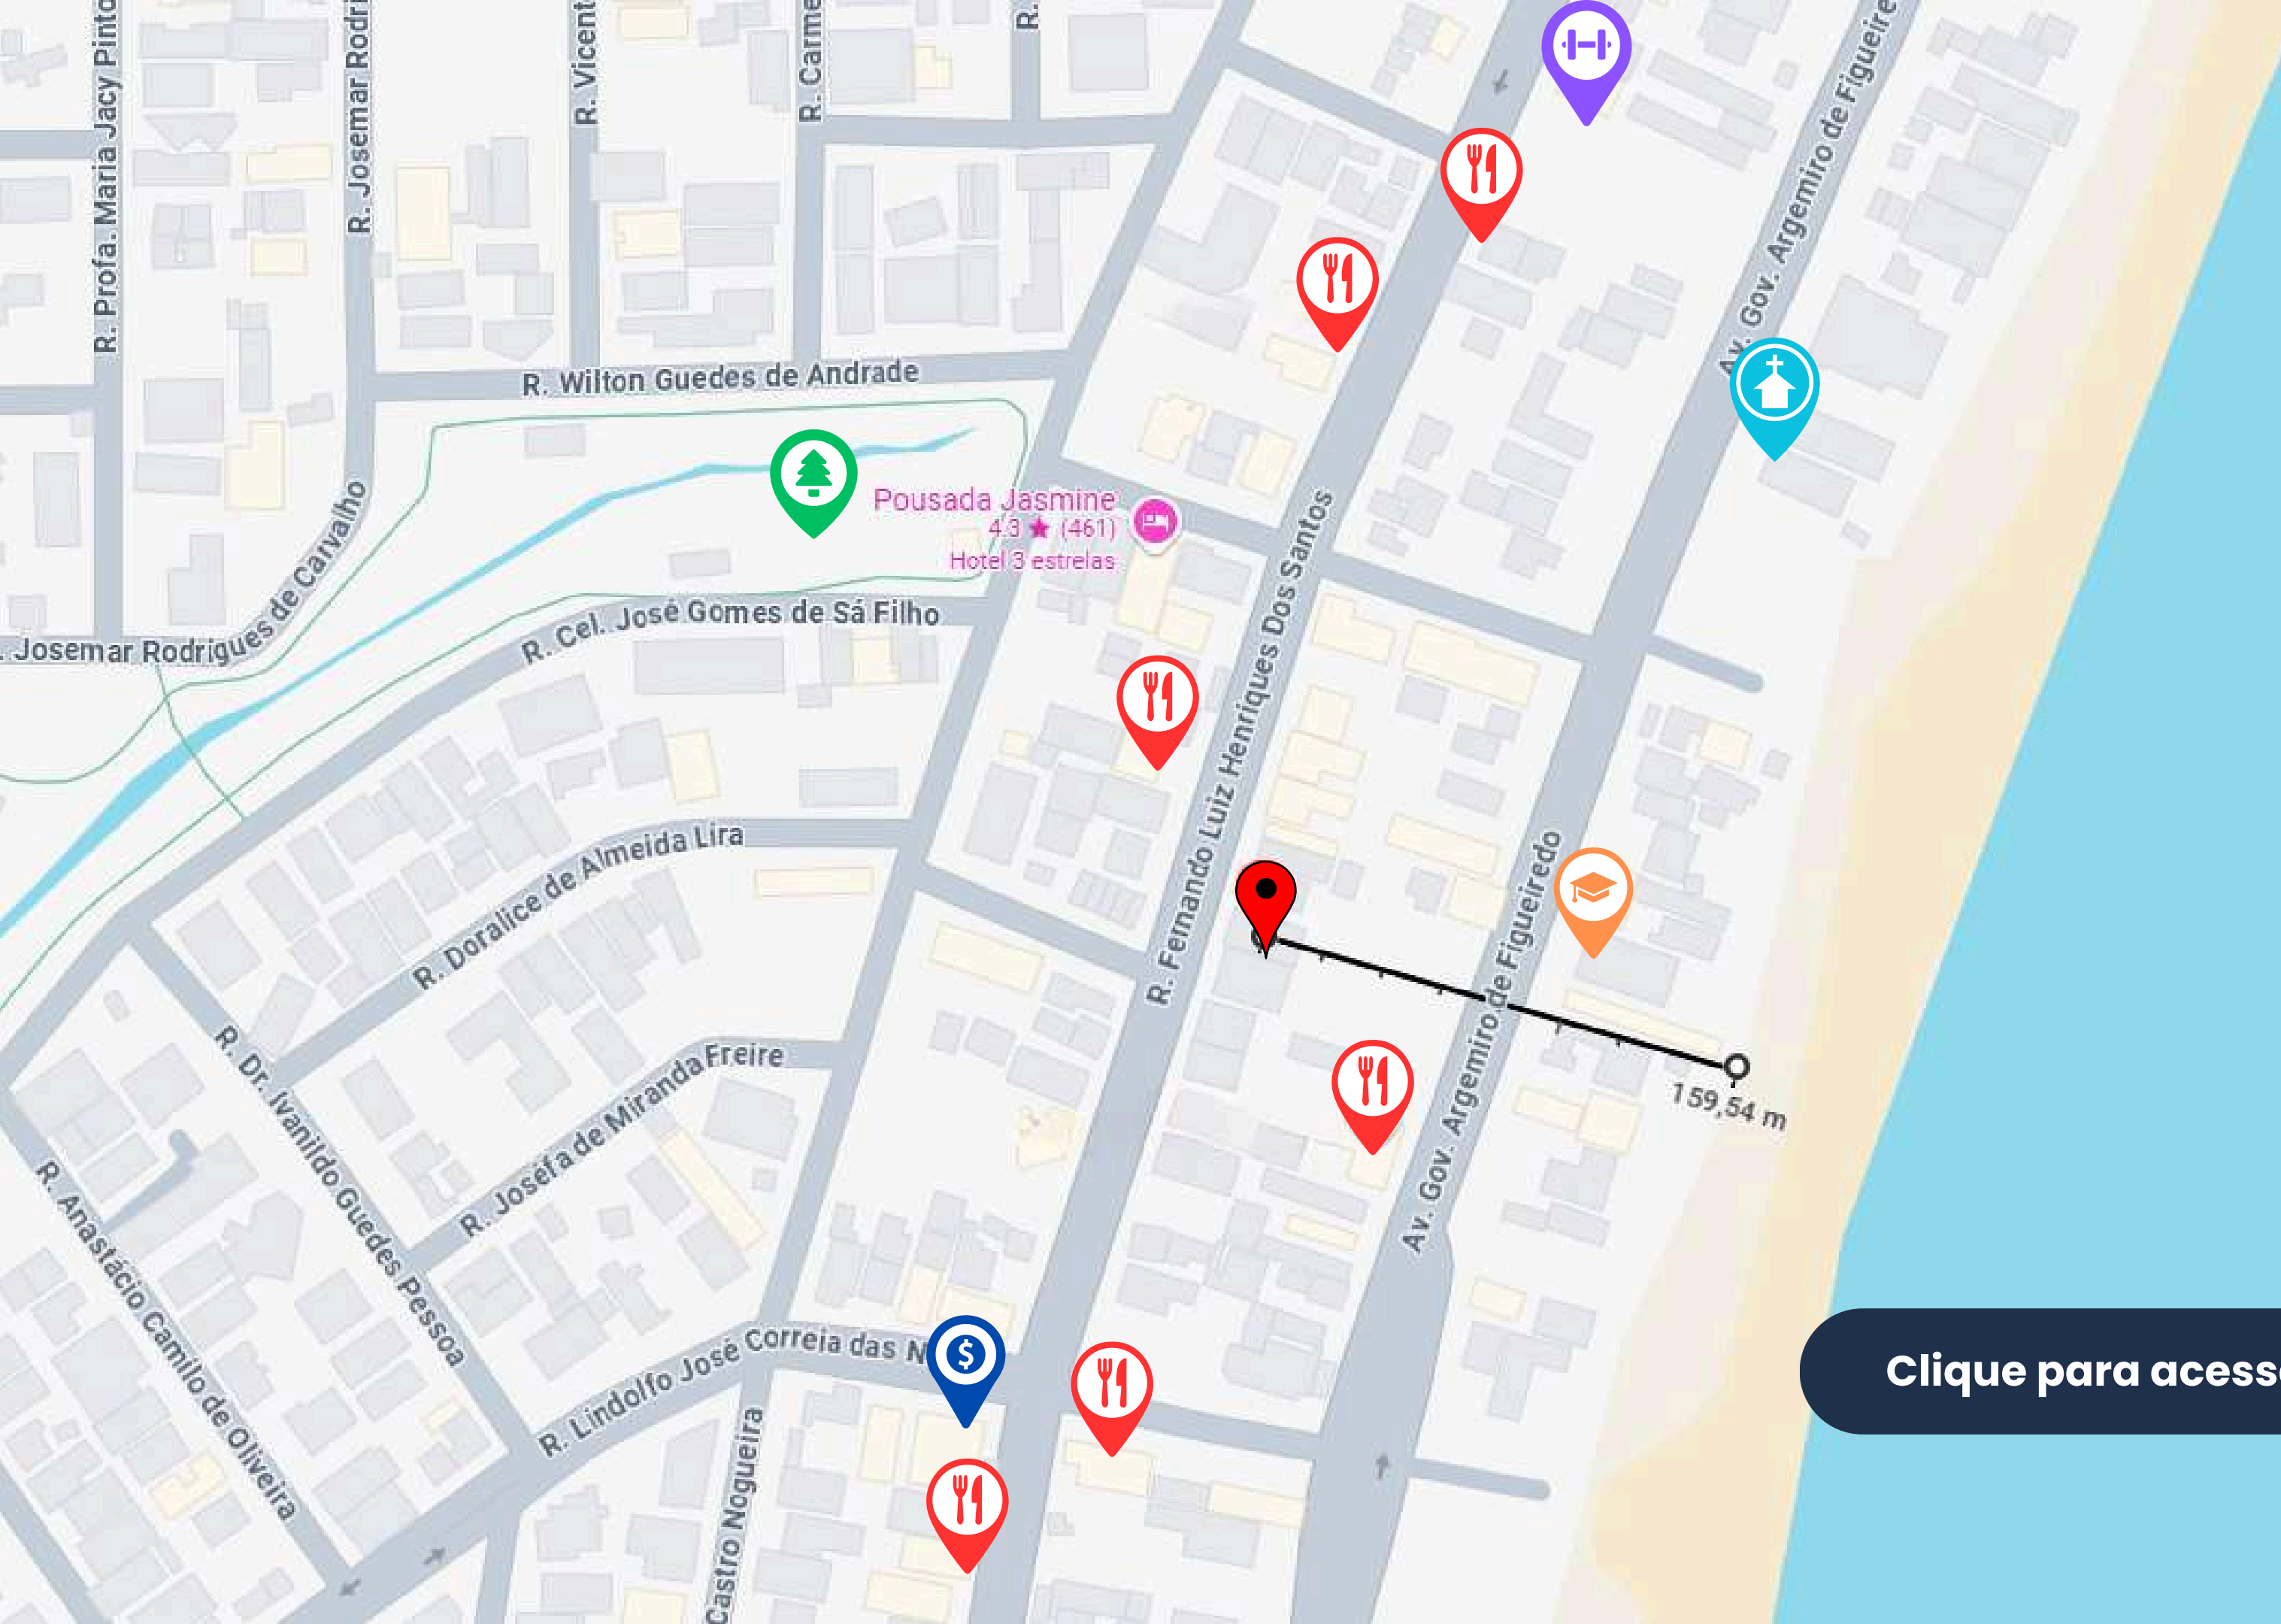 R. Profa. Maria Jacy Pinto
R. Josemar Rodri
R. Vicent
R. Carme
R.
Av. Gov. Argemiro de Figueire
R. Wilton Guedes de Andrade
Pousada Jasmine
4.3 ★ (461)
Hotel 3 estrelas
R. Fernando Luiz Henriques Dos Santos
. Josemar Rodrigues de Carvalho
R. Cel. José Gomes de Sá Filho
R. Doralice de Almeida Lira
Av. Gov. Argemiro de Figueiredo
R. Dr. Ivanildo Guedes Pessoa
R. Joséfa de Miranda Freire
159,54 m
R. Anastácio Camilo de Oliveira
R. Lindolfo José Correia das N
$
Clique para acess
Castro Nogueira